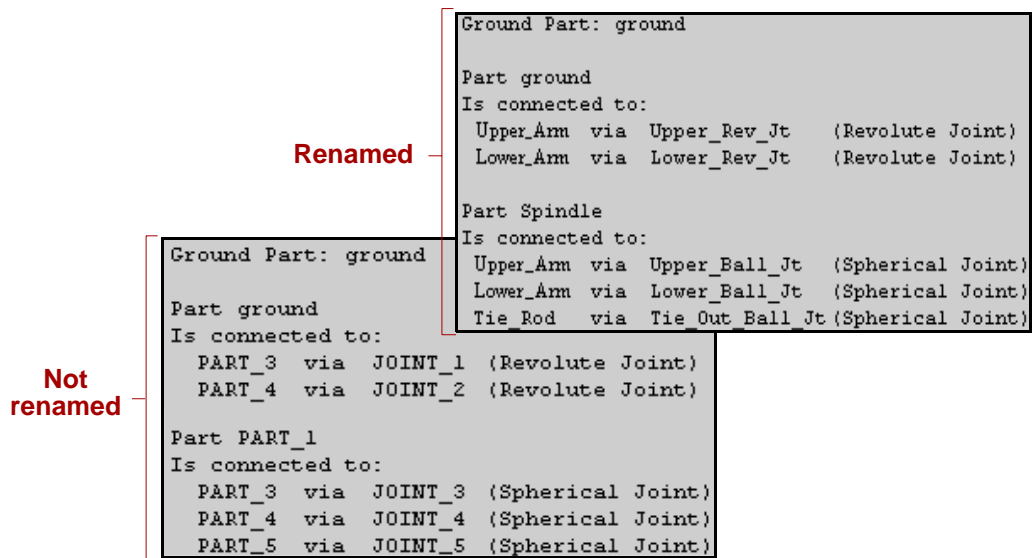 Renamed
Ground Part: ground
Part ground
Is connected to:
Upper_Arm via Upper_Rev_Jt (Revolute Joint)
Lower_Arm via Lower_Rev_Jt (Revolute Joint)
Part Spindle
Is connected to:
Upper_Arm via Upper_Ball_Jt (Spherical Joint)
Lower_Arm via Lower_Ball_Jt (Spherical Joint)
Tie_Rod via Tie_Out_Ball_Jt (Spherical Joint)
Not
renamed
Ground Part: ground
Part ground
Is connected to:
PART_3 via JOINT_1 (Revolute Joint)
PART_4 via JOINT_2 (Revolute Joint)
Part PART_1
Is connected to:
PART_3 via JOINT_3 (Spherical Joint)
PART_4 via JOINT_4 (Spherical Joint)
PART_5 via JOINT_5 (Spherical Joint)